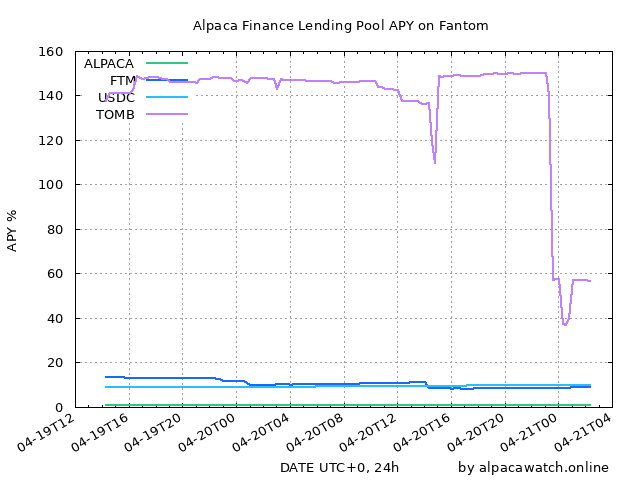 Alpaca Finance Lending Pool APY on Fantom
160
140
120
100
80
60
40
20
0
APY %
ALPACA
FTM
USDC
TOMB
04-19T12
04-19T16
04-19T20
04-20T00
04-20T04
04-20T08
04-20T12
04-20T16
04-20T20
04-21T00
04-21T04
DATE UTC+0, 24h
by alpacawatch.online